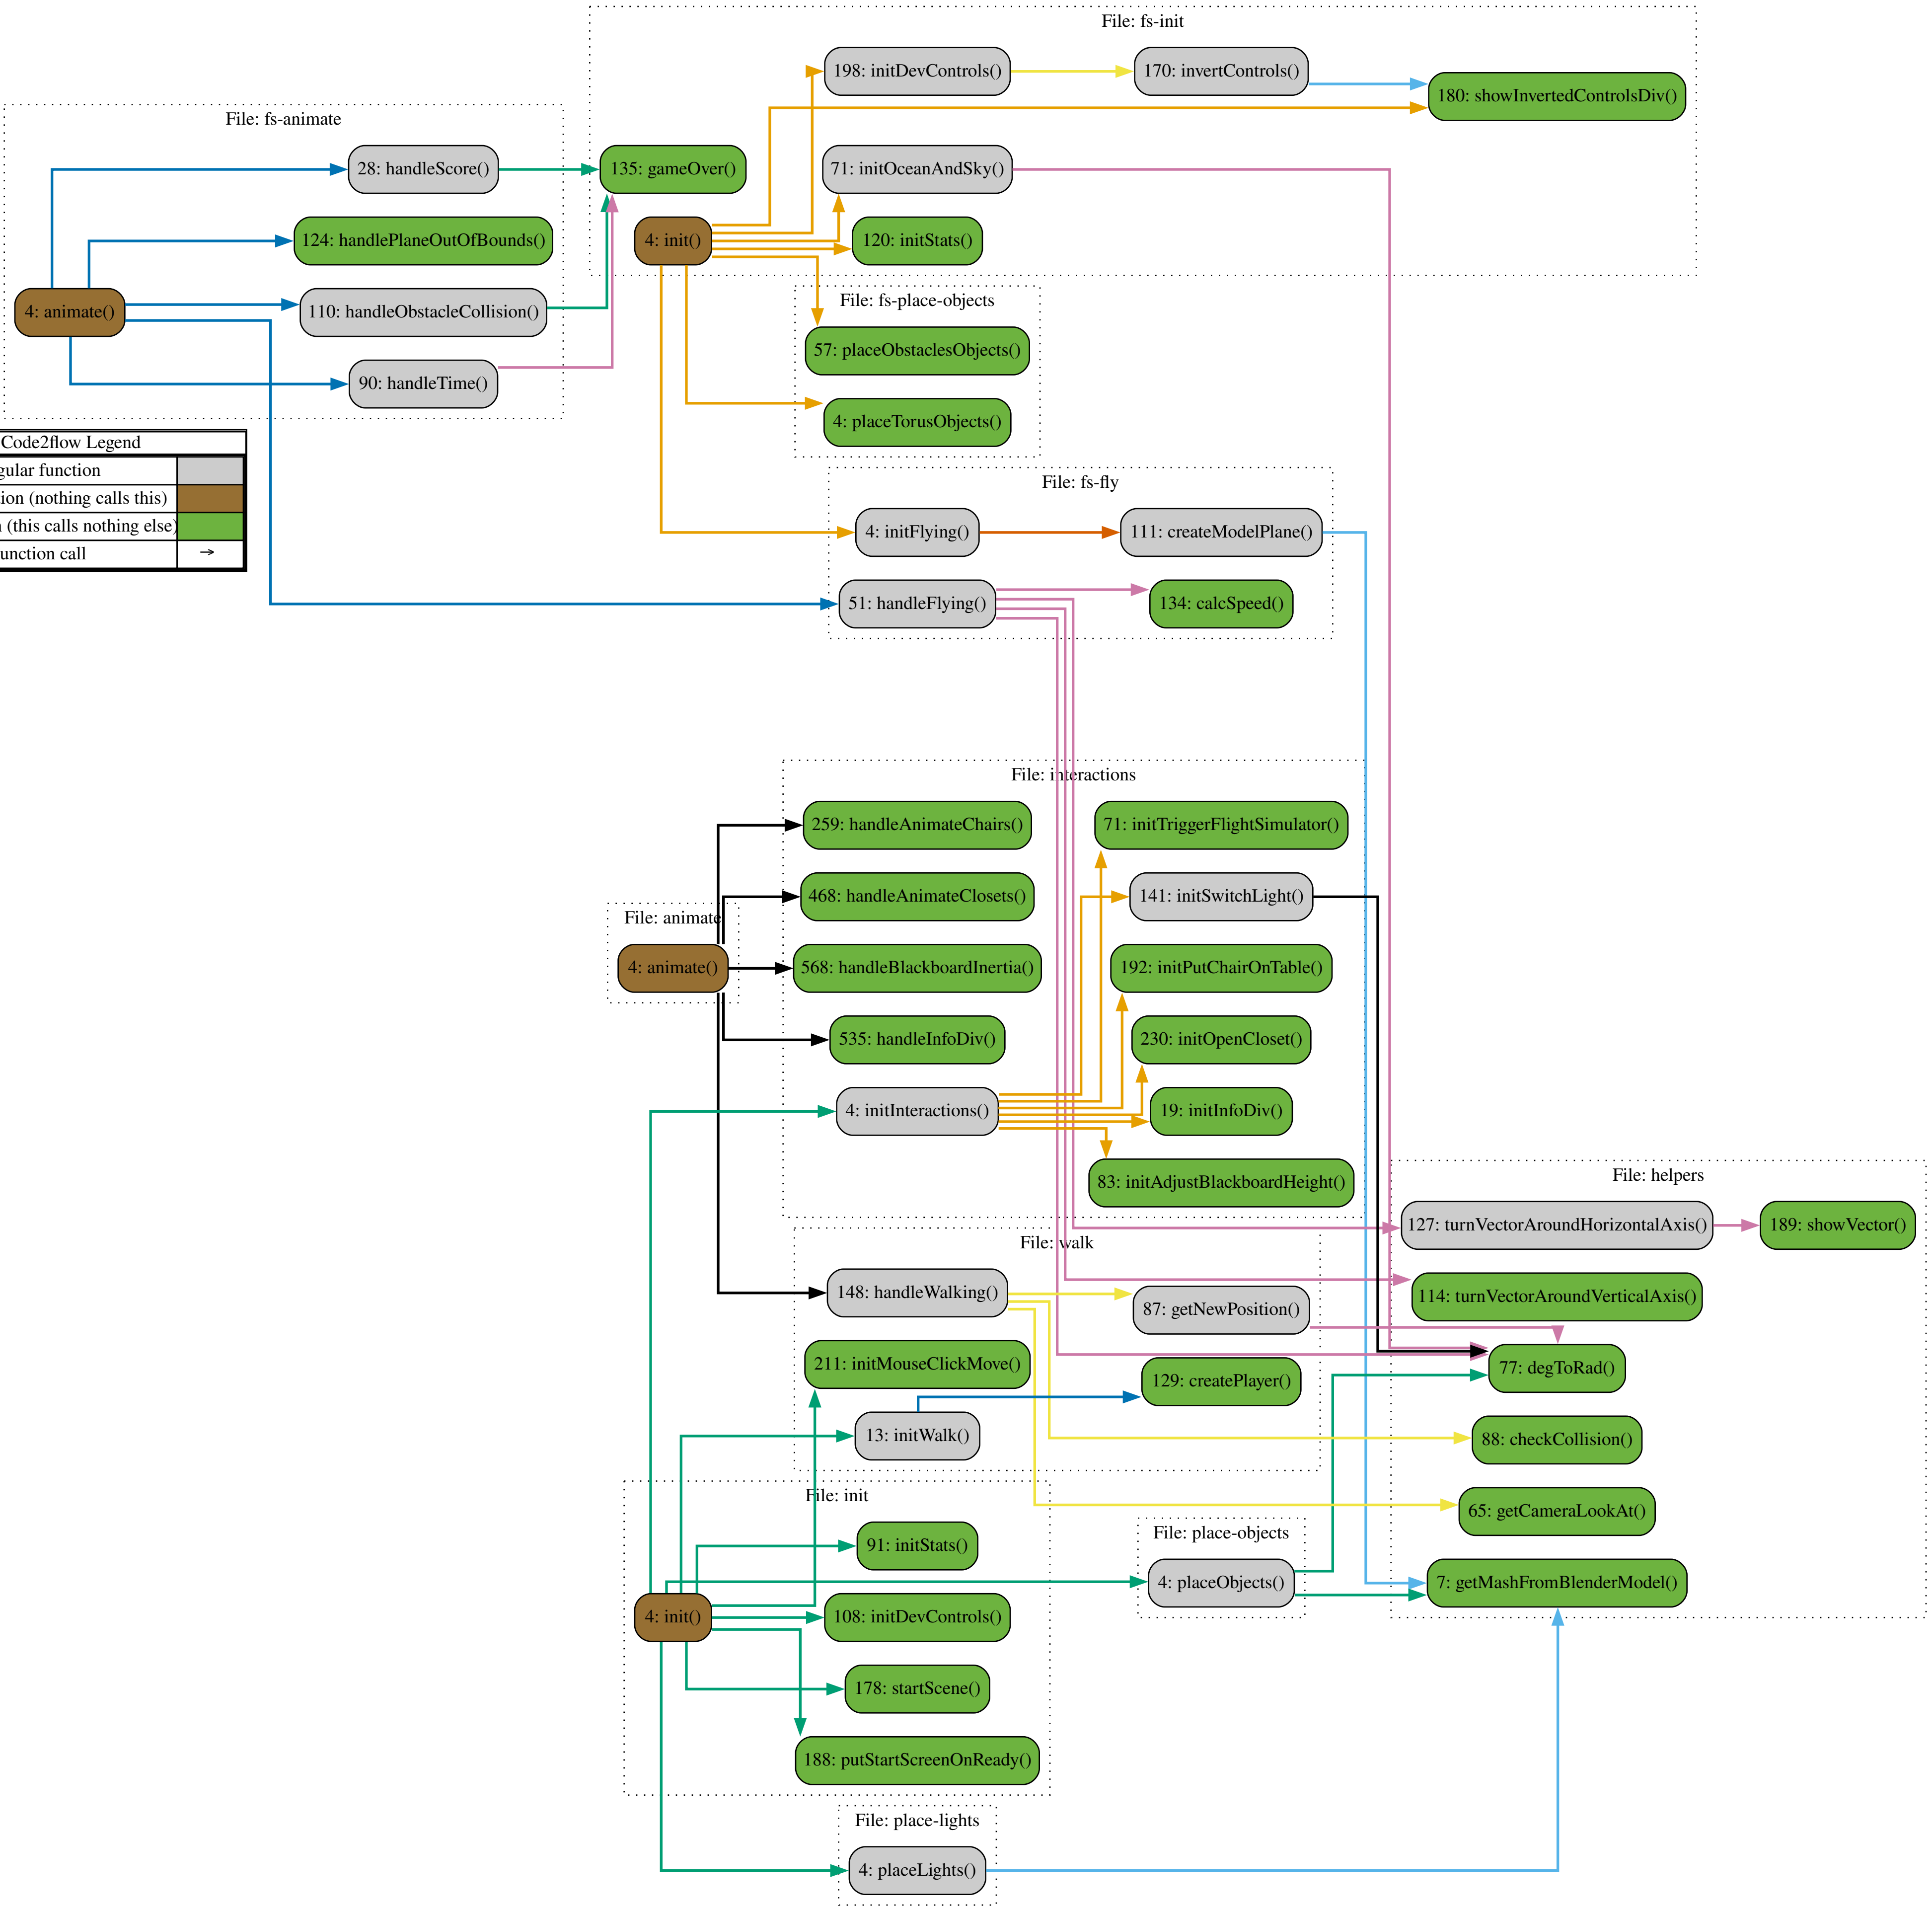 File: fs-init
198: initDevControls()
170: invertControls()
180: showInvertedControlsDiv()
135: gameOver()
71: initOceanAndSky()
4: init()
120: initStats()
File: fs-animate
28: handleScore()
124: handlePlaneOutOfBounds()
4: animate()
110: handleObstacleCollision()
90: handleTime()
File: fs-place-objects
57: placeObstaclesObjects()
4: placeTorusObjects()
Code2flow Legend
function
(nothing calls this)
(this calls nothing else)
call →
File: fs-fly
4: initFlying()
111: createModelPlane()
51: handleFlying()
134: calcSpeed()
File: interactions
259: handleAnimateChairs()
71: initTriggerFlightSimulator()
468: handleAnimateClosets()
141: initSwitchLight()
568: handleBlackboardInertia()
192: initPutChairOnTable()
535: handleInfoDiv()
230: initOpenCloset()
4: initInteractions()
19: initInfoDiv()
83: initAdjustBlackboardHeight()
File: animate
4: animate()
File: helpers
127: turnVectorAroundHorizontalAxis()
189: showVector()
114: turnVectorAroundVerticalAxis()
77: degToRad()
88: checkCollision()
65: getCameraLookAt()
7: getMashFromBlenderModel()
File: walk
148: handleWalking()
87: getNewPosition()
211: initMouseClickMove()
129: createPlayer()
13: initWalk()
File: init
91: initStats()
4: init()
108: initDevControls()
178: startScene()
188: putStartScreenOnReady()
File: place-objects
4: placeObjects()
File: place-lights
4: placeLights()